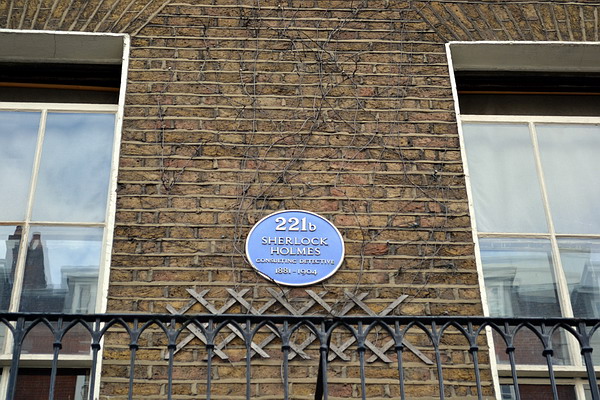 221b
SHERLOCK
HOLMES
CONSULTING DETECTIVE
1881-1904